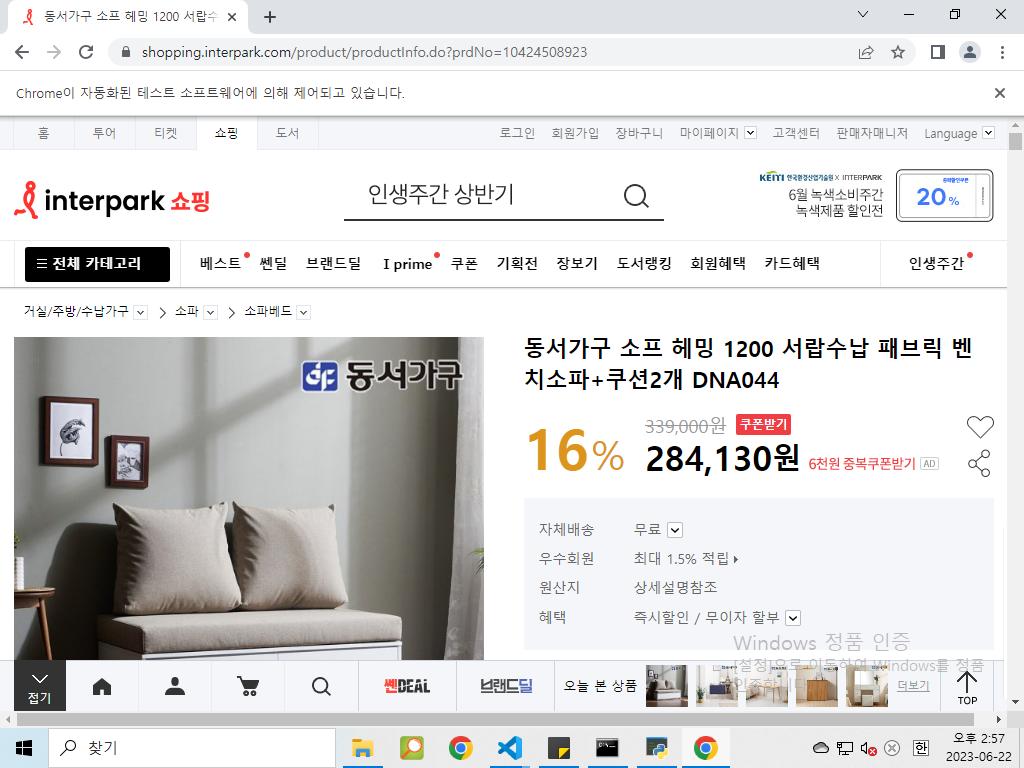 동서가구 소프 헤밍 1200 서랍수
shopping.interpark.com/product/productInfo.do?prdNo=10424508923
Chrome이 자동화된 테스트 소프트웨어에 의해 제어되고 있습니다.
홈 투어 티켓 쇼핑 도서 로그인 회원가입 장바구니 마이페이지 고객센터 판매자매니저 Language
interpark 쇼핑
인생주간 상반기
KEITI 한국환경산업기술원 X INTERPARK
6월 녹색소비주간
녹색제품 할인전
중복할인쿠폰
20%
전체 카테고리 베스트 쎈딜 브랜드딜 I prime 쿠폰 기획전 장보기 도서랭킹 회원혜택 카드혜택 인생주간
거실/주방/수납가구 소파 소파베드
동서가구
동서가구 소프 헤밍 1200 서랍수납 패브릭 벤
치소파+쿠션2개 DNA044
16%
339,000원 쿠폰받기
284,130원 6천원 중복쿠폰받기 AD
자체배송 무료
우수회원 최대 1.5% 적립
원산지 상세설명참조
혜택 즉시할인 / 무이자 할부
Windows 정품 인증
[설정]으로 이동하여 Windows를 정품
인증합니다.
접기
쎈DEAL
브랜드딜
오늘 본 상품
더보기
TOP
찾기
한
오후 2:57
2023-06-22